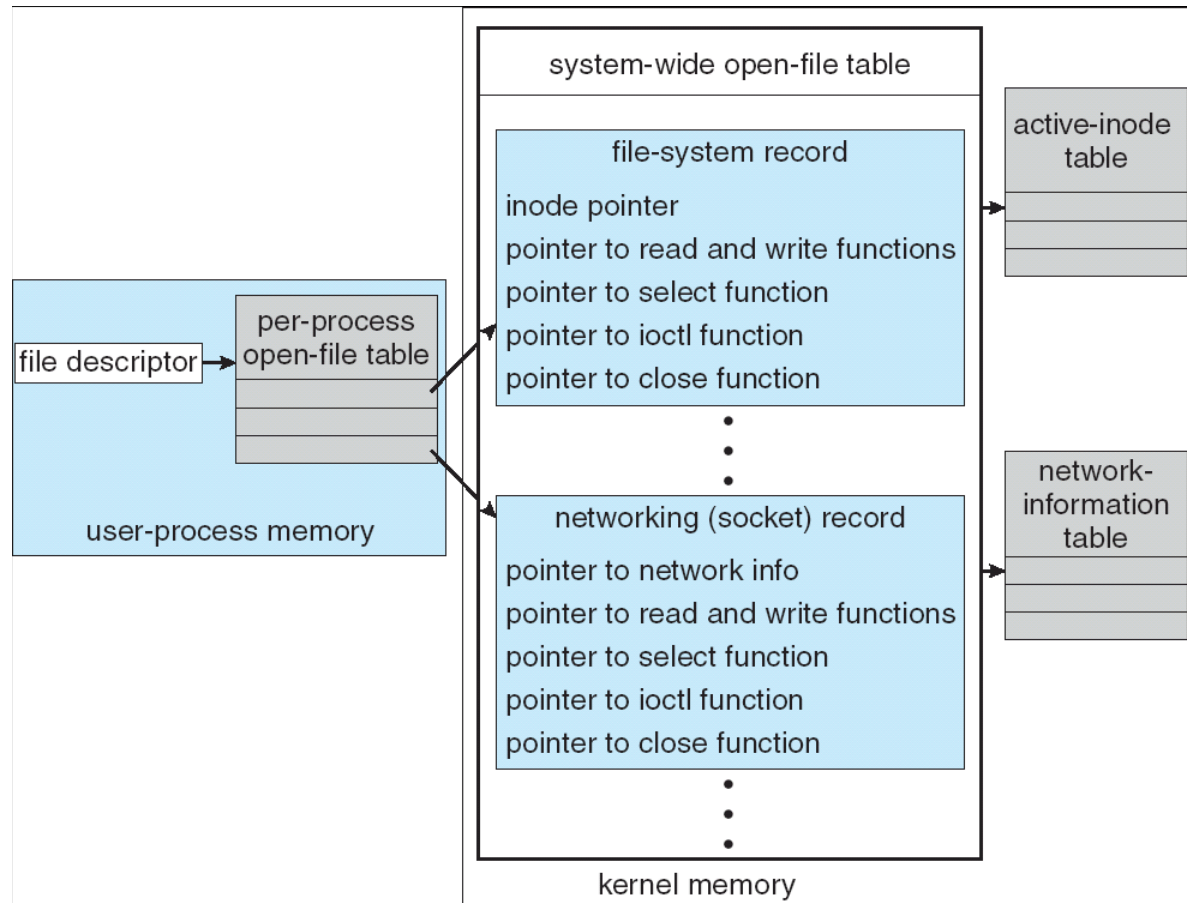 system-wide open-file table
file-system record
inode pointer
pointer to read and write functions
pointer to select function
pointer to ioctl function
pointer to close function
active-inode
table
per-process
open-file table
file descriptor
user-process memory
networking (socket) record
pointer to network info
pointer to read and write functions
pointer to select function
pointer to ioctl function
pointer to close function
network-
information
table
kernel memory